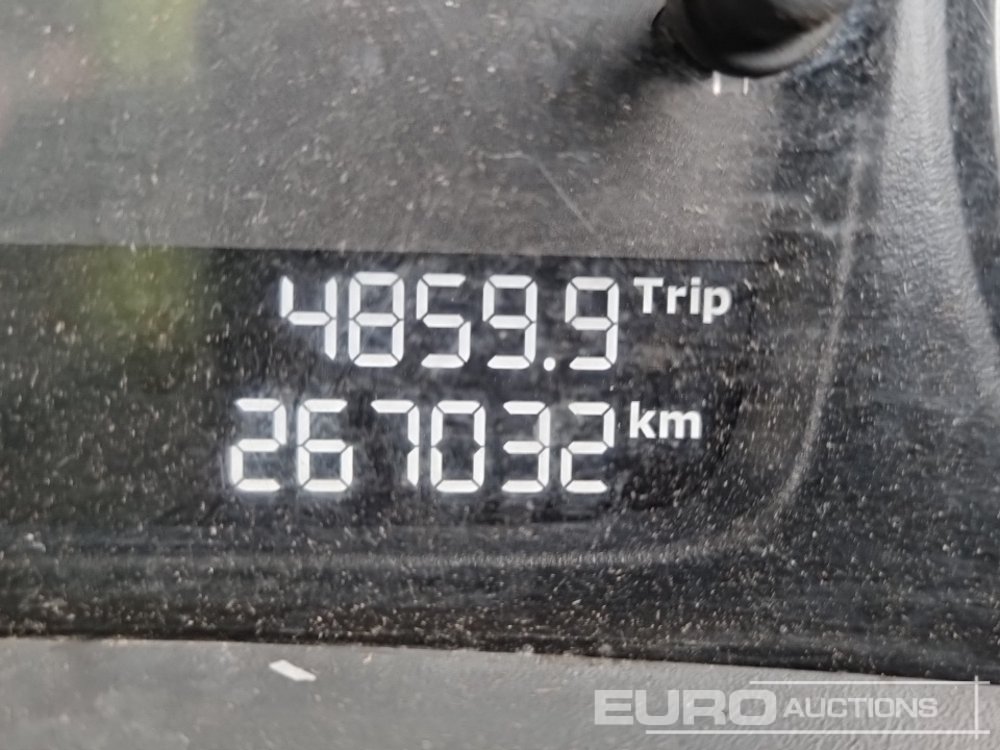 4859.9 Trip
267032 km
EURO AUCTIONS